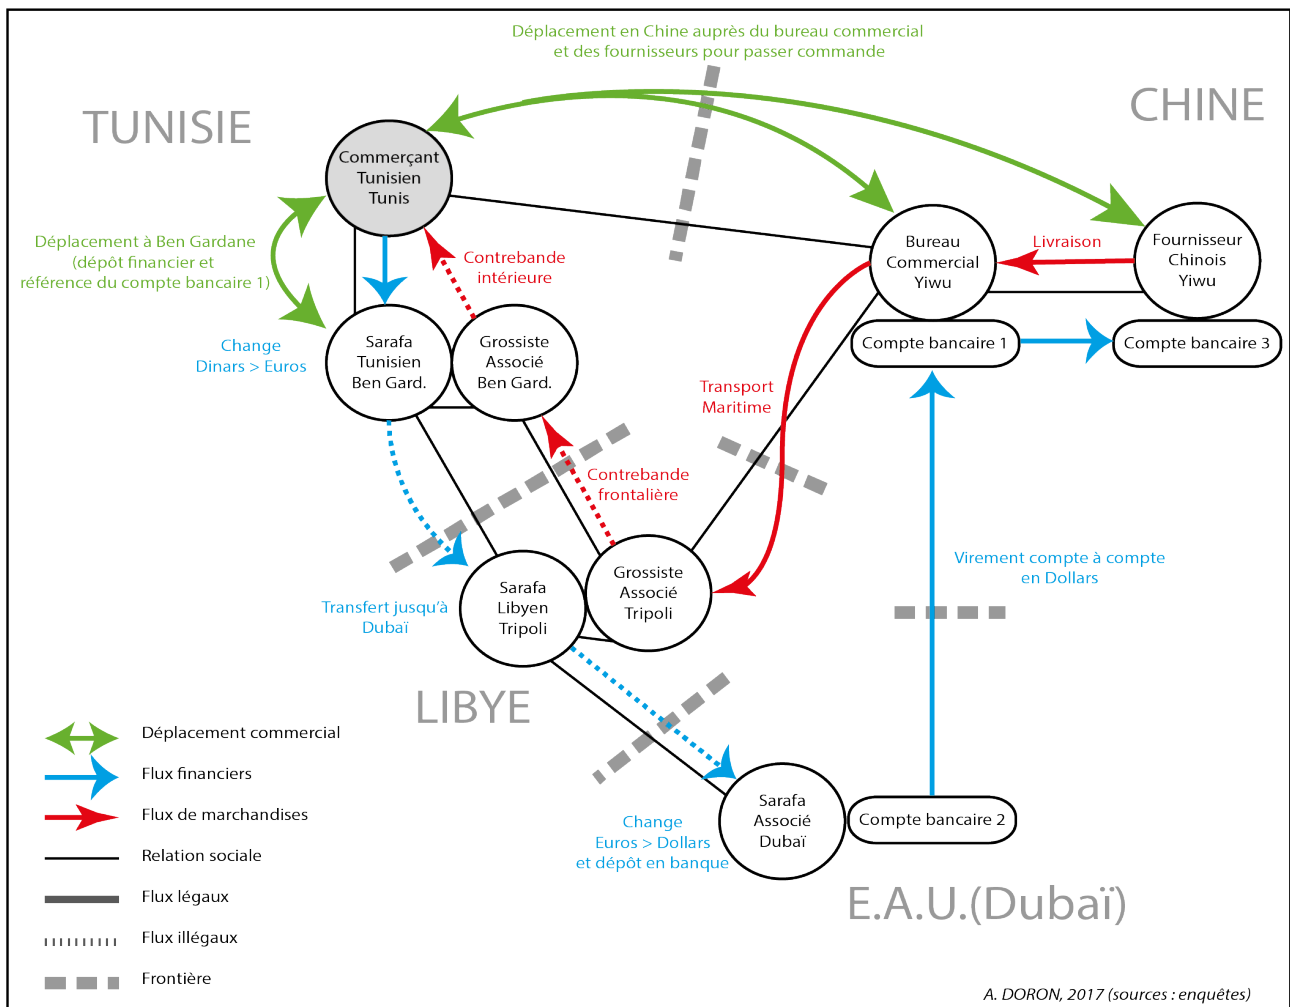 Déplacement en Chine auprès du bureau commercial
et des fournisseurs pour passer commande
TUNISIE
CHINE
Commerçant
Tunisien
Tunis
Déplacement à Ben Gardane
(dépôt financier et
référence du compte bancaire 1)
Contrebande
intérieure
Bureau
Commercial
Yiwu
Livraison
Fournisseur
Chinois
Yiwu
Change
Dinars > Euros
Sarafa
Tunisien
Ben Gard.
Grossiste
Associé
Ben Gard.
Compte bancaire 1
Compte bancaire 3
Transport
Maritime
Contrebande
frontalière
Sarafa
Libyen
Tripoli
Grossiste
Associé
Tripoli
Virement compte à compte
en Dollars
Transfert jusqu'à
Dubaï
LIBYE
Change
Euros > Dollars
et dépôt en banque
Sarafa
Associé
Dubaï
Compte bancaire 2
E.A.U.(Dubaï)
Déplacement commercial
Flux financiers
Flux de marchandises
Relation sociale
Flux légaux
Flux illégaux
Frontière
A. DORON, 2017 (sources : enquêtes)